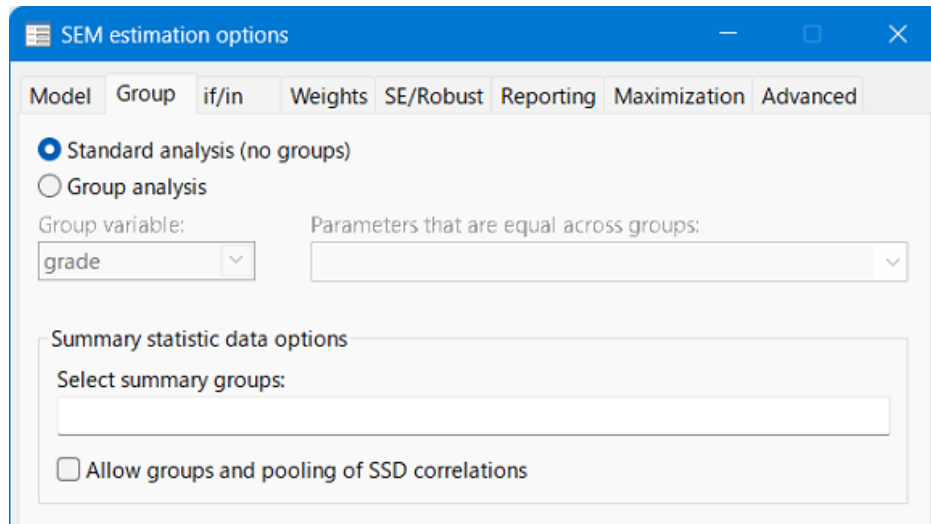 SEM estimation options
Model Group if/in Weights SE/Robust Reporting Maximization Advanced
Standard analysis (no groups)
Group analysis
Group variable: Parameters that are equal across groups:
grade
Summary statistic data options
Select summary groups:
Allow groups and pooling of SSD correlations